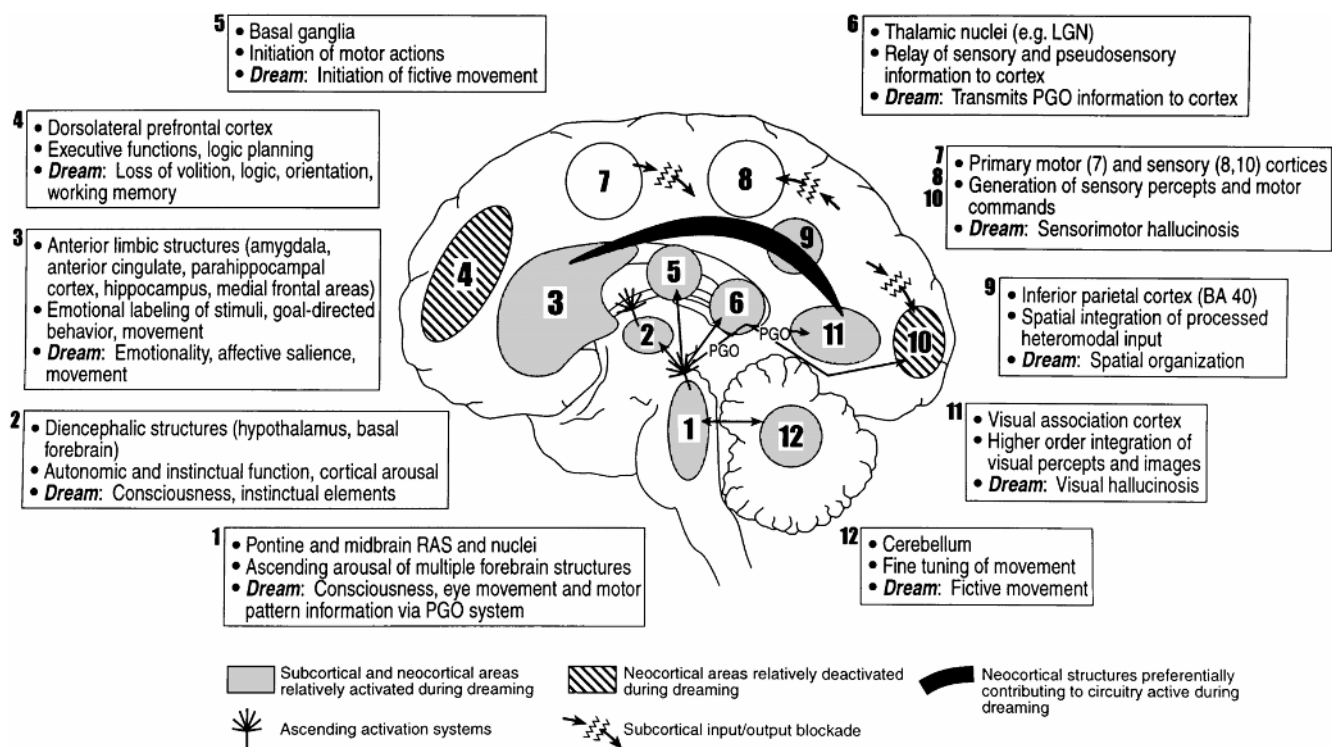 5
• Basal ganglia
• Initiation of motor actions
• Dream: Initiation of fictive movement
6
• Thalamic nuclei (e.g. LGN)
• Relay of sensory and pseudosensory
information to cortex
• Dream: Transmits PGO information to cortex
4
• Dorsolateral prefrontal cortex
• Executive functions, logic planning
• Dream: Loss of volition, logic, orientation,
working memory
7
8
10
• Primary motor (7) and sensory (8,10) cortices
• Generation of sensory percepts and motor
commands
• Dream: Sensorimotor hallucinosis
3
• Anterior limbic structures (amygdala,
anterior cingulate, parahippocampal
cortex, hippocampus, medial frontal areas)
• Emotional labeling of stimuli, goal-directed
behavior, movement
• Dream: Emotionality, affective salience,
movement
9
• Inferior parietal cortex (BA 40)
• Spatial integration of processed
heteromodal input
• Dream: Spatial organization
7
8
9
4
5
3
6
2
PGO
PGO
11
10
1
12
2
• Diencephalic structures (hypothalamus, basal
forebrain)
• Autonomic and instinctual function, cortical arousal
• Dream: Consciousness, instinctual elements
11
• Visual association cortex
• Higher order integration of
visual percepts and images
• Dream: Visual hallucinosis
1
• Pontine and midbrain RAS and nuclei
• Ascending arousal of multiple forebrain structures
• Dream: Consciousness, eye movement and motor
pattern information via PGO system
12
• Cerebellum
• Fine tuning of movement
• Dream: Fictive movement
Subcortical and neocortical areas
relatively activated during dreaming
Neocortical areas relatively deactivated
during dreaming
Neocortical structures preferentially
contributing to circuitry active during
dreaming
Ascending activation systems
Subcortical input/output blockade